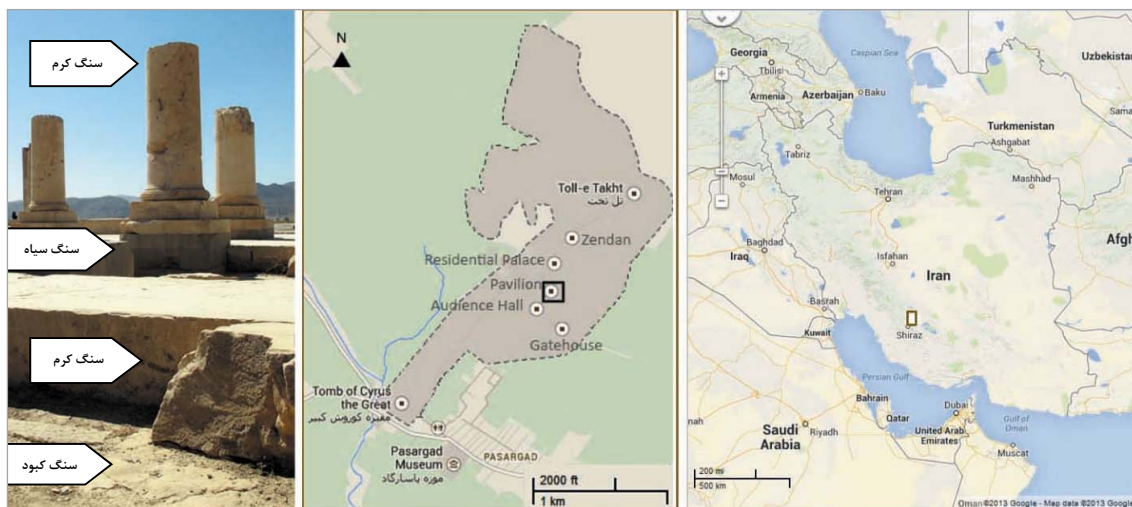 سنگ کرم
سنگ سیاه
سنگ کرم
سنگ کبود
N
Toll-e Takht
تل تخت
Zendan
Residential Palace
Pavilion
Audience Hall
Gatehouse
Tomb of Cyrus
the Great
مقبره کوروش کبیر
Pasargad
Museum
موزه پاسارگاد
PASARGAD
2000 ft
1 km
Georgia
Tbilisi
Caspian Sea
Uzbekistan
Armenia
Azerbaijan
Baku
Turkmenistan
Ashgabat
Tabriz
Mosul
Tehran
Mashhad
Baghdad
Iraq
Isfahan
Iran
Basrah
Kuwait
Shiraz
Persian Gulf
Bahrain
Qatar
Dubai
Gulf of
Oman
Saudi
Arabia
Riyadh
United Arab
Emirates
Muscat
200 mi
500 km
Oman
©2013 Google - Map data ©2013 Google